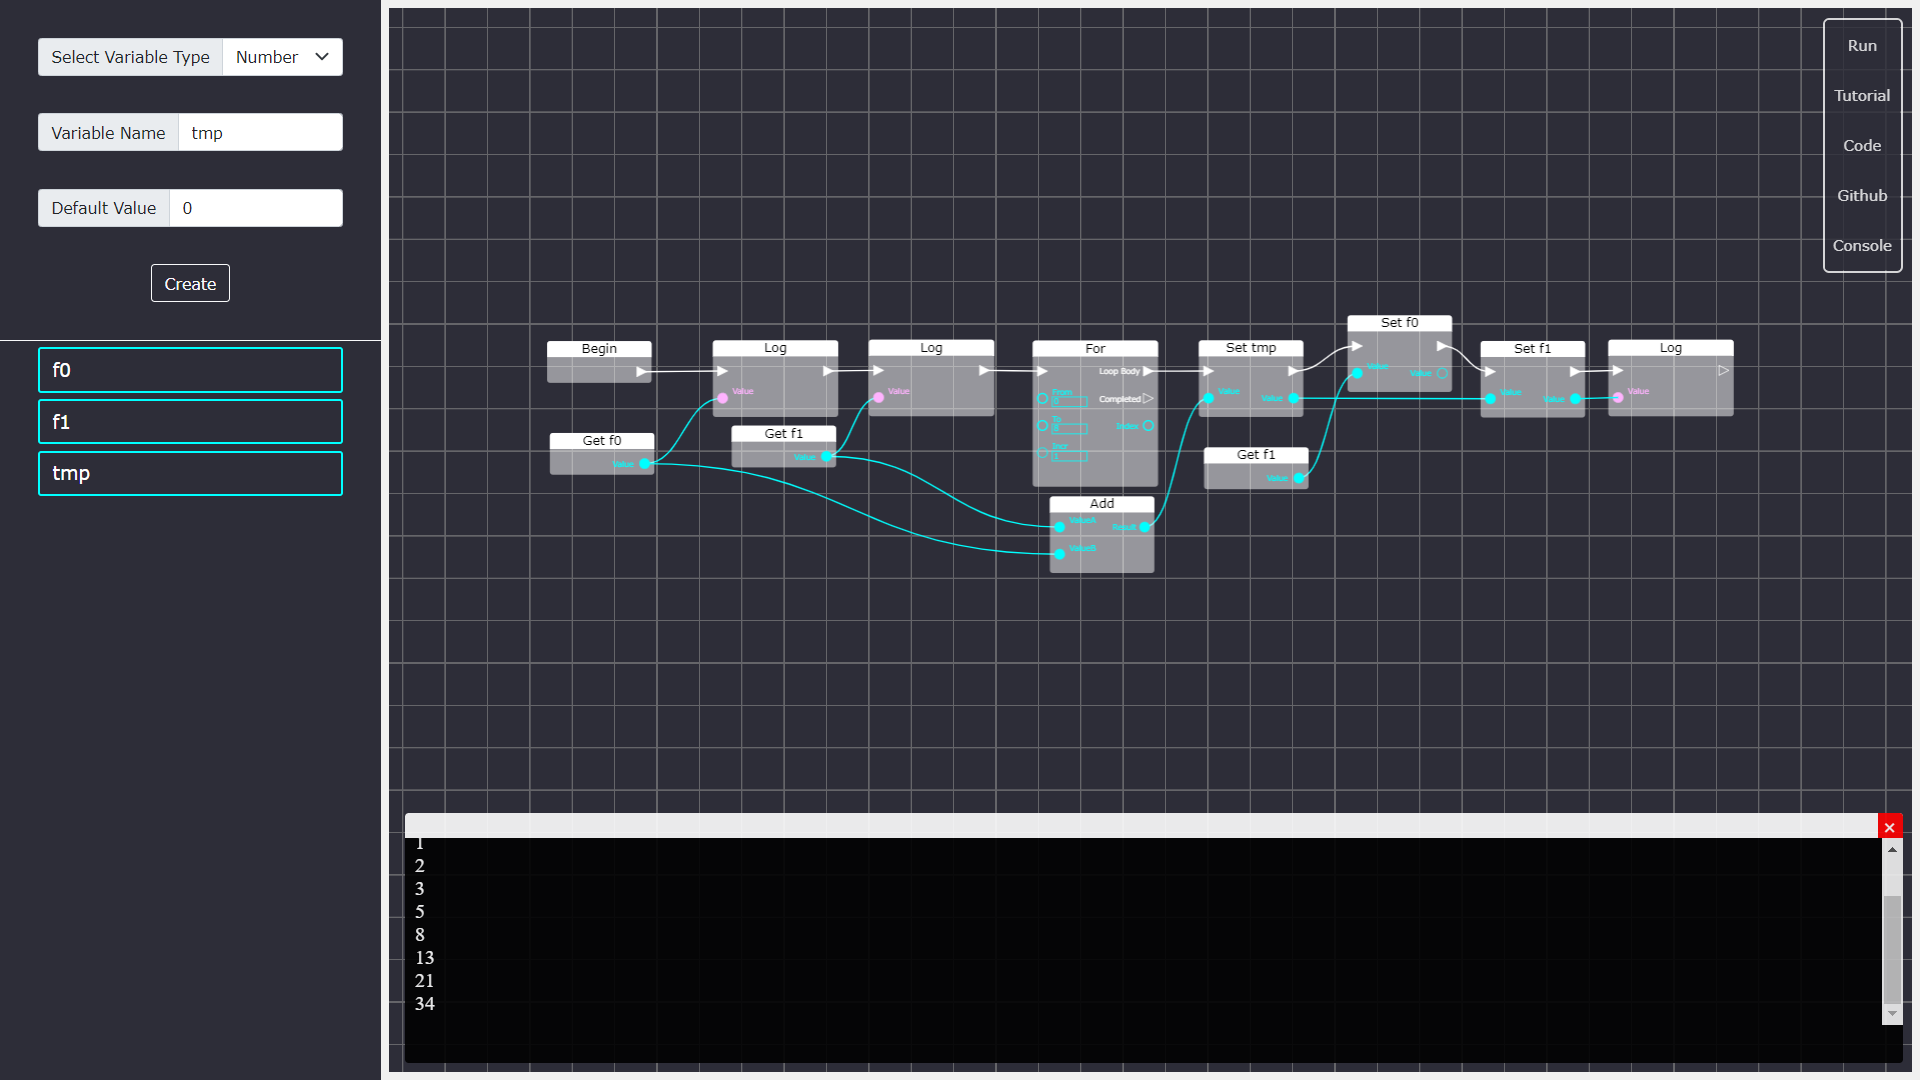 Select Variable Type
Number
Variable Name
tmp
Default Value
0
Create
f0
f1
tmp
Run
Tutorial
Code
Github
Console
Begin
Log
Value
Log
Value
For
Loop Body
From
0
Completed
To
8
Index
Incr
1
Set tmp
Value
Value
Set f0
Value
Value
Set f1
Value
Value
Log
Value
Get f0
Value
Get f1
Value
Get f1
Value
Add
ValueA
Result
ValueB
1
2
3
5
8
13
21
34